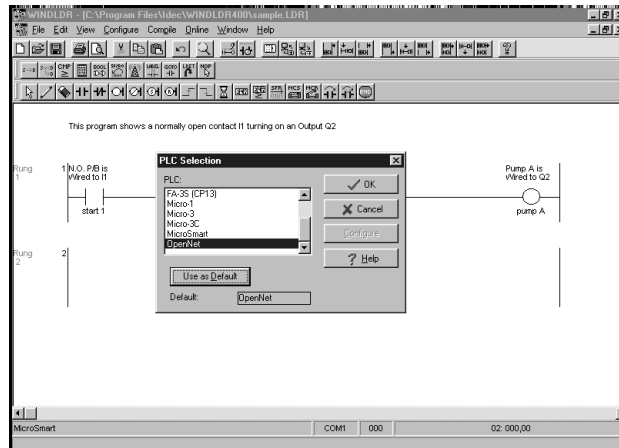 WINDLDR - [C:\Program Files\Idec\WINDLDR400\sample.LDR]
File Edit View Configure Compile Online Window Help
This program shows a normally open contact I1 turning on an Output Q2
Rung 1
1
N.O. P/B is
Wired to I1
start 1
Pump A is
Wired to Q2
pump A
Rung 2
2
PLC Selection
PLC:
FA-3S (CP13)
Micro-1
Micro-3
Micro-3C
MicroSmart
OpenNet
OK
Cancel
Configure
? Help
Use as Default
Default: OpenNet
MicroSmart COM1 000 02: 000,00